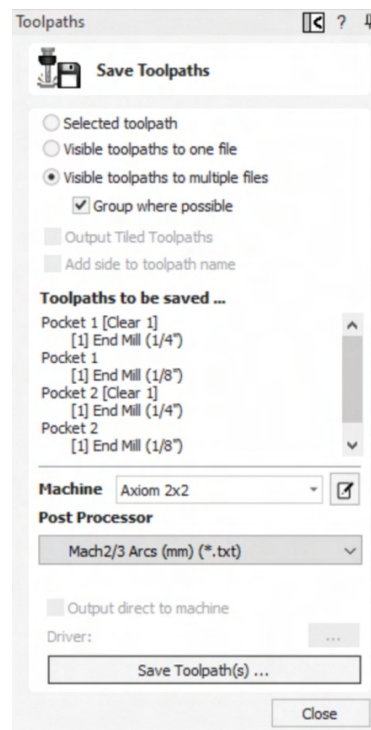 Toolpaths ?
Save Toolpaths
Selected toolpath
Visible toolpaths to one file
Visible toolpaths to multiple files
Group where possible
Output Tiled Toolpaths
Add side to toolpath name
Toolpaths to be saved ...
Pocket 1 [Clear 1]
[1] End Mill (1/4")
Pocket 1
[1] End Mill (1/8")
Pocket 2 [Clear 1]
[1] End Mill (1/4")
Pocket 2
[1] End Mill (1/8")
Machine Axiom 2x2
Post Processor
Mach2/3 Arcs (mm) (*.txt)
Output direct to machine
Driver: ...
Save Toolpath(s) ...
Close